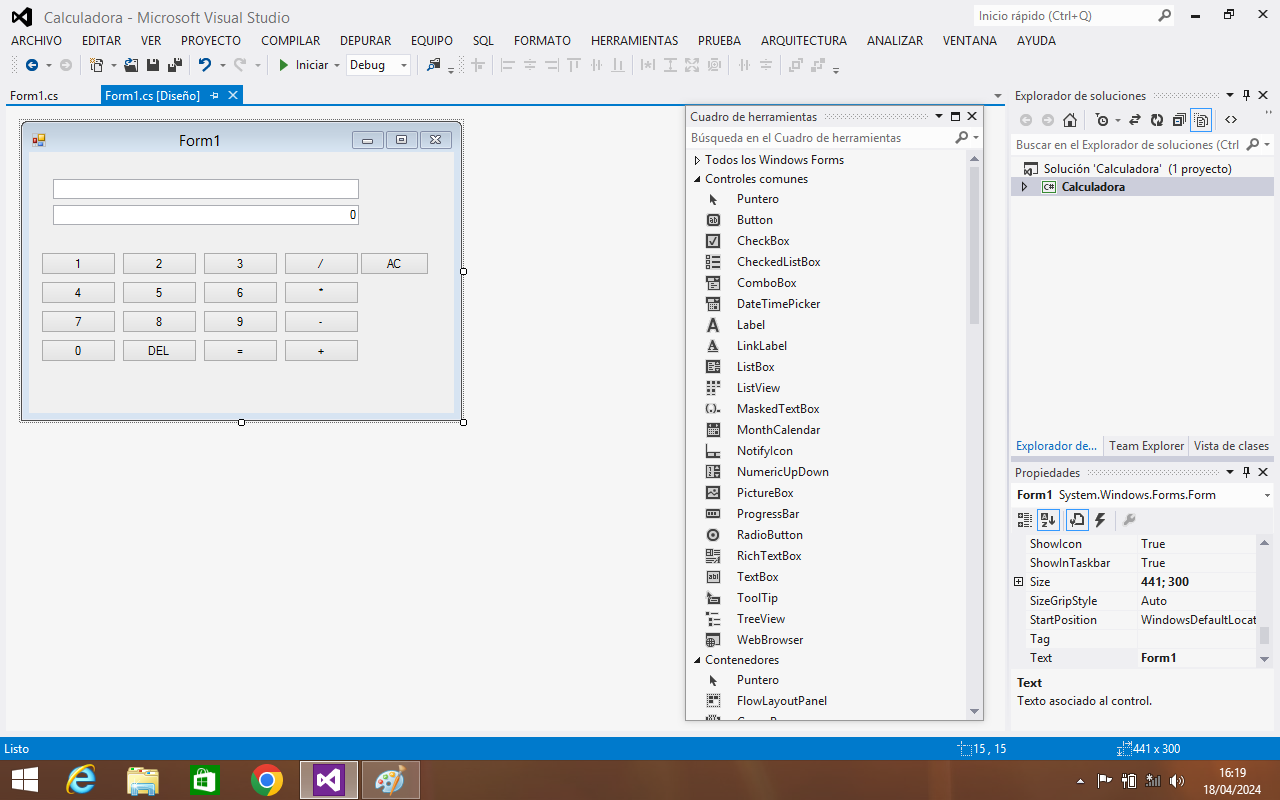 Calculadora - Microsoft Visual Studio
Inicio rápido (Ctrl+Q)
ARCHIVO EDITAR VER PROYECTO COMPILAR DEPURAR EQUIPO SQL FORMATO HERRAMIENTAS PRUEBA ARQUITECTURA ANALIZAR VENTANA AYUDA
Iniciar Debug
Form1.cs Form1.cs [Diseño]
Form1
0
1 2 3 / AC
4 5 6 *
7 8 9 -
0 DEL = +
Cuadro de herramientas
Búsqueda en el Cuadro de herramientas
Todos los Windows Forms
Controles comunes
Puntero
Button
CheckBox
CheckedListBox
ComboBox
DateTimePicker
Label
LinkLabel
ListBox
ListView
MaskedTextBox
MonthCalendar
NotifyIcon
NumericUpDown
PictureBox
ProgressBar
RadioButton
RichTextBox
TextBox
ToolTip
TreeView
WebBrowser
Contenedores
Puntero
FlowLayoutPanel
Explorador de soluciones
Buscar en el Explorador de soluciones (Ctrl
Solución 'Calculadora' (1 proyecto)
C# Calculadora
Explorador de... Team Explorer Vista de clases
Propiedades
Form1 System.Windows.Forms.Form
ShowIcon True
ShowInTaskbar True
Size 441; 300
SizeGripStyle Auto
StartPosition WindowsDefaultLocat
Tag
Text Form1
Text
Texto asociado al control.
Listo 15 , 15 441 x 300
16:19
18/04/2024